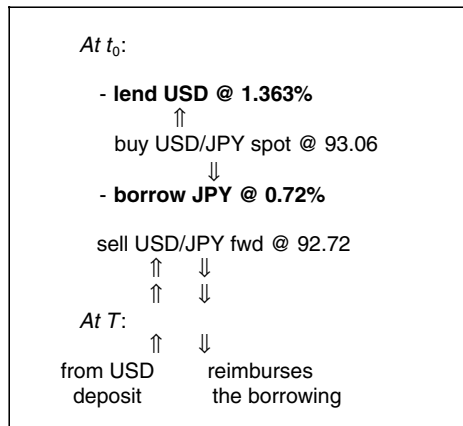 At t0:
- lend USD @ 1.363%
⇑
buy USD/JPY spot @ 93.06
⇓
- borrow JPY @ 0.72%
sell USD/JPY fwd @ 92.72
⇑ ⇓
⇑ ⇓
At T:
⇑ ⇓
from USD reimburses
deposit the borrowing